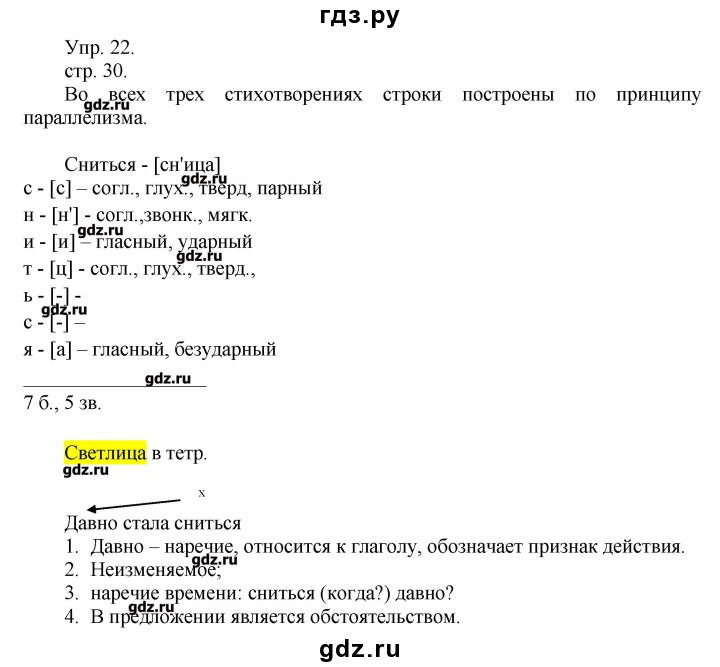 гдз.ру
Упр. 22.
стр. 30.
Во всех трех стихотворениях строки построены по принципу
gdz.ru
параллелизма.
Сниться - [сн'ица]
gdz.ru
с - [с] – согл., глух., тверд, парный
н - [н'] - согл.,звонк., мягк.
gdz.ru
и - [и] – гласный, ударный
gdz.ru
т - [ц] - согл., глух., тверд.,
ь - [-] -
gdz.ru
с - [-] –
я - [а] – гласный, безударный
gdz.ru
7 б., 5 зв.
Светлица в тетр.
gdz.ru
х
Давно стала сниться
1. Давно – наречие, относится к глаголу, обозначает признак действия.
gdz.ru
2. Неизменяемое;
3. наречие времени: сниться (когда?) давно?
gdz.ru
4. В предложении является обстоятельством.
gdz.ru